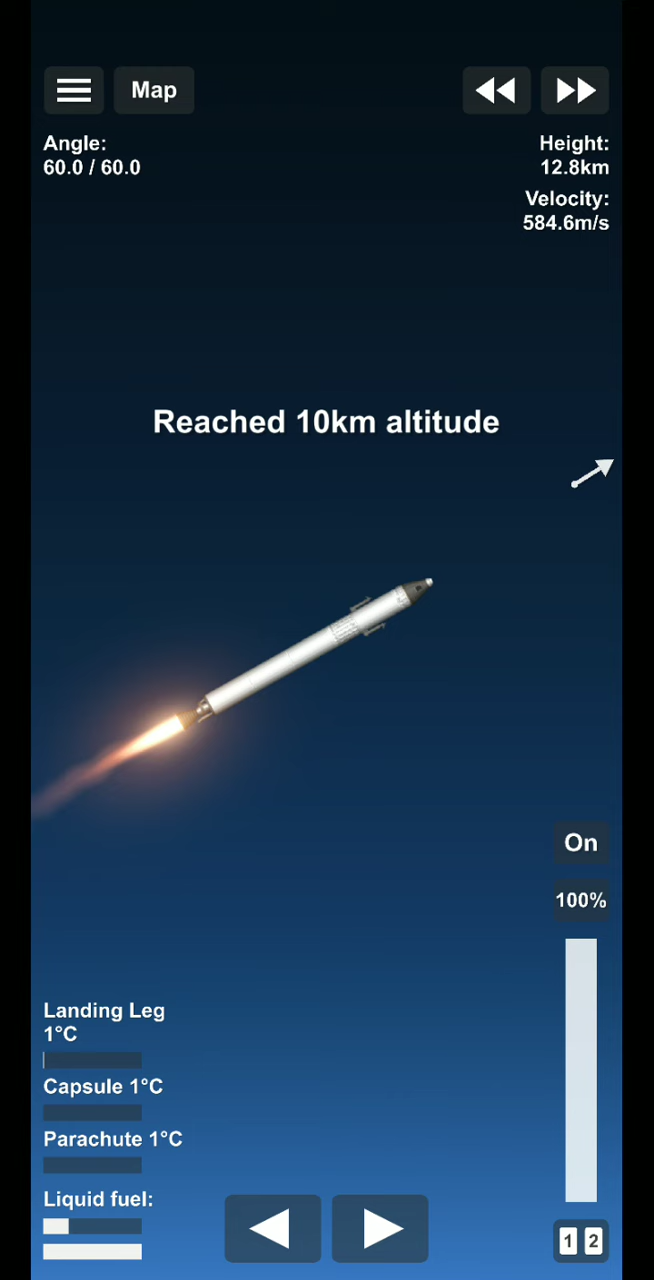 Map
Angle:
60.0 / 60.0
Height:
12.8km
Velocity:
584.6m/s
Reached 10km altitude
On
100%
Landing Leg
1°C
Capsule 1°C
Parachute 1°C
Liquid fuel:
1 2